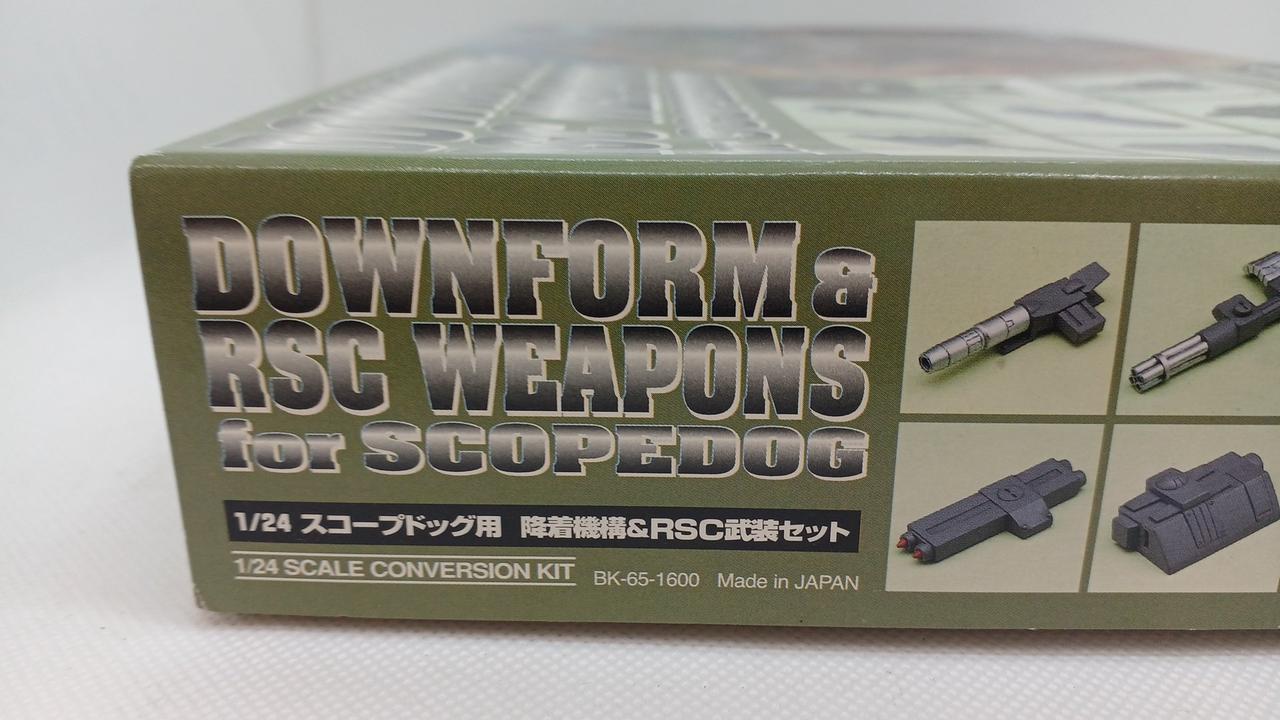 DOWNFORM &
RSC WEAPONS
for SCOPEDOG
1/24 スコープドッグ用 降着機構&RSC武装セット
1/24 SCALE CONVERSION KIT BK-65-1600 Made in JAPAN